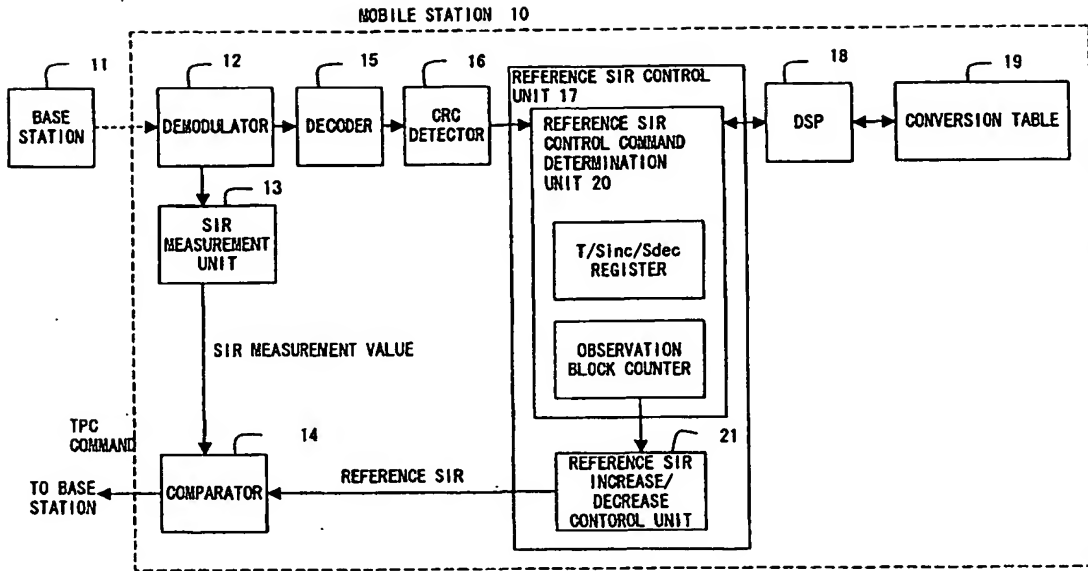 MOBILE STATION 10
11
12
15
16
18
19
BASE
STATION
DEMODULATOR
DECODER
CRC
DETECTOR
REFERENCE SIR CONTROL
UNIT 17
REFERENCE SIR
CONTROL COMMAND
DETERMINATION
UNIT 20
DSP
CONVERSION TABLE
13
SIR
MEASUREMENT
UNIT
T/Sinc/Sdec
REGISTER
OBSERVATION
BLOCK COUNTER
SIR MEASUREMENT VALUE
TPC
COMMAND
14
21
TO BASE
STATION
COMPARATOR
REFERENCE SIR
REFERENCE SIR
INCREASE/
DECREASE
CONTOROL UNIT